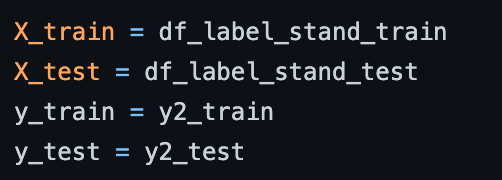 X_train = df_label_stand_train
X_test = df_label_stand_test
y_train = y2_train
y_test = y2_test